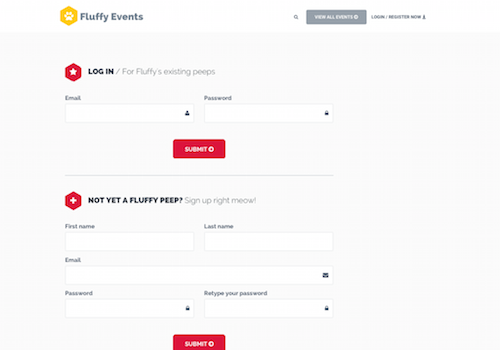 Fluffy Events
VIEW ALL EVENTS
LOGIN / REGISTER NOW
LOG IN / For Fluffy's existing peeps
Email
Password
SUBMIT
NOT YET A FLUFFY PEEP? Sign up right meow!
First name
Last name
Email
Password
Retype your password
SUBMIT